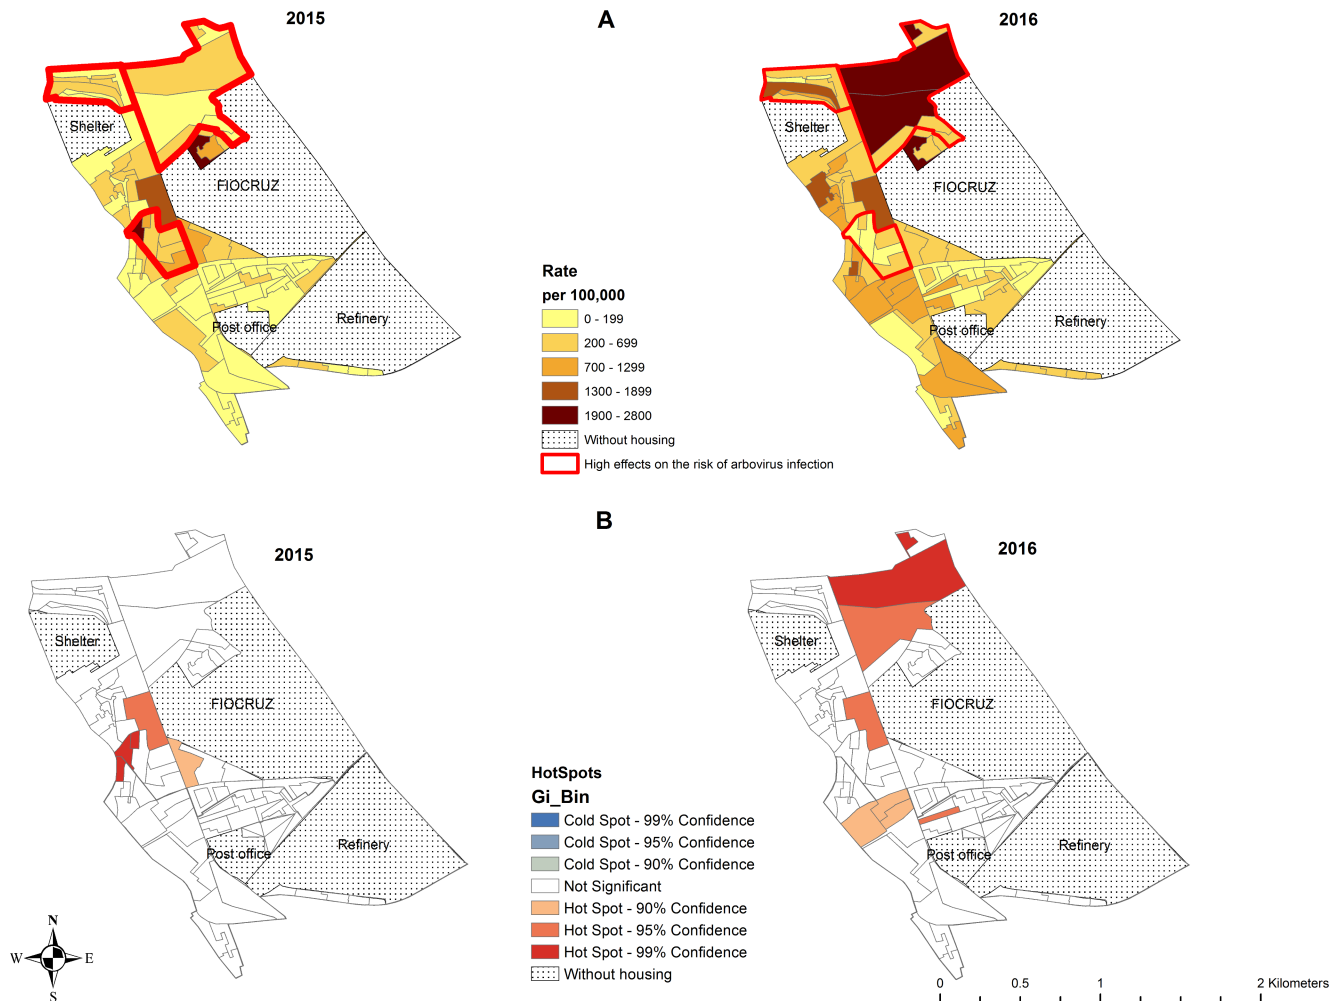 2015
A
2016
Shelter
FIOCRUZ
Post office
Refinery
Shelter
FIOCRUZ
Post office
Refinery
Rate
per 100,000
0 - 199
200 - 699
700 - 1299
1300 - 1899
1900 - 2800
Without housing
High effects on the risk of arbovirus infection
B
2015
2016
Shelter
FIOCRUZ
Post office
Refinery
Shelter
FIOCRUZ
Post office
Refinery
HotSpots
Gi_Bin
Cold Spot - 99% Confidence
Cold Spot - 95% Confidence
Cold Spot - 90% Confidence
Not Significant
Hot Spot - 90% Confidence
Hot Spot - 95% Confidence
Hot Spot - 99% Confidence
Without housing
N
W E
S
0 0.5 1 2 Kilometers